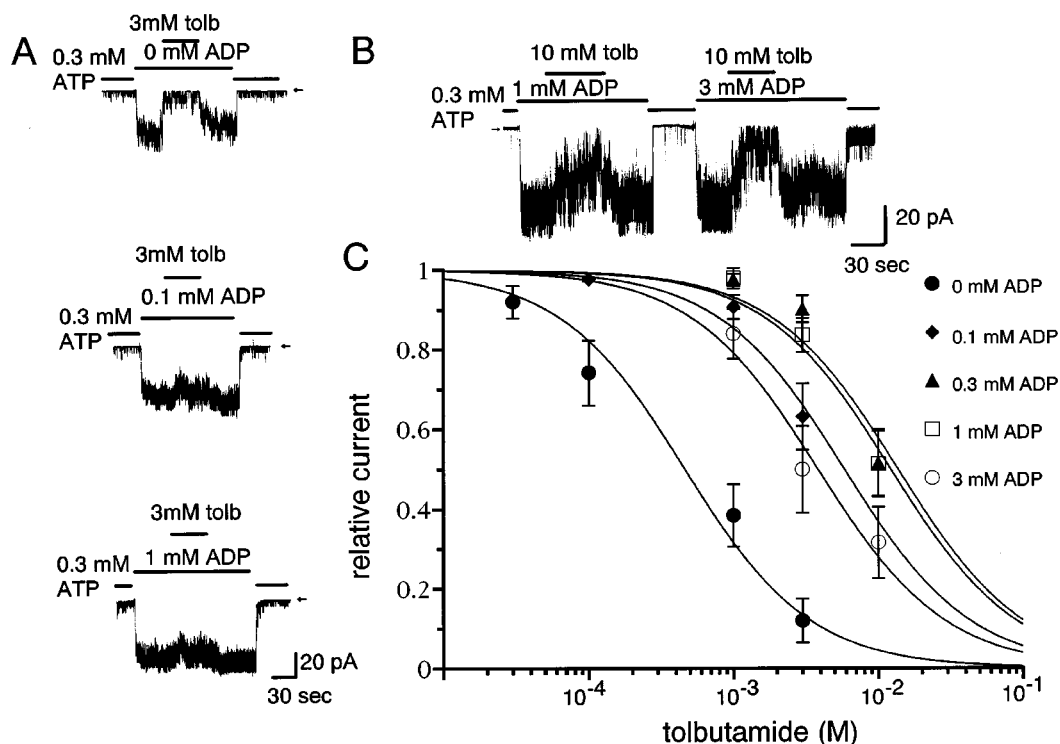 A
3mM tolb
0.3 mM
0 mM ADP
ATP
3mM tolb
0.1 mM ADP
0.3 mM
ATP
3mM tolb
0.3 mM
1 mM ADP
ATP
20 pA
30 sec
B
10 mM tolb
10 mM tolb
0.3 mM
1 mM ADP
3 mM ADP
ATP
20 pA
30 sec
C
1
0.8
0.6
0.4
0.2
0
relative current
10⁻⁴
10⁻³
10⁻²
10⁻¹
tolbutamide (M)
0 mM ADP
0.1 mM ADP
0.3 mM ADP
1 mM ADP
3 mM ADP